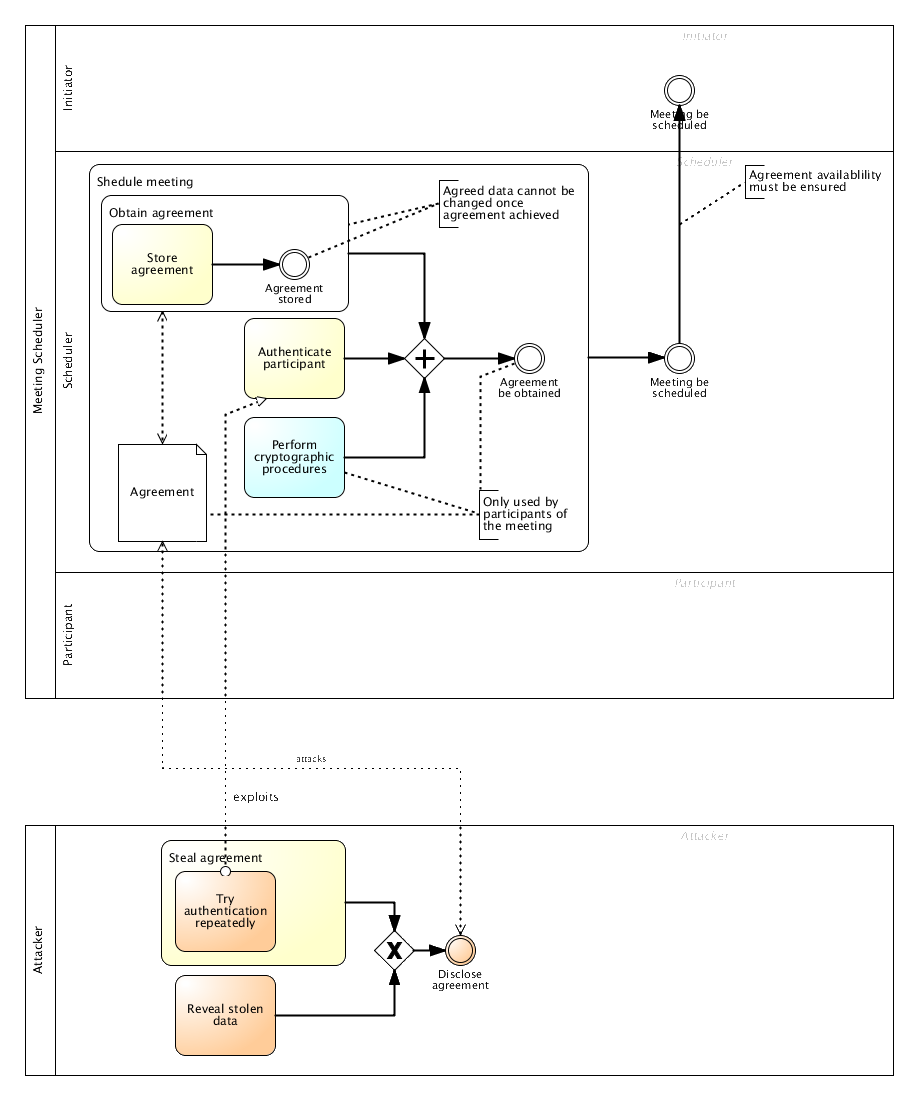 Meeting Scheduler
Initiator
Initiator
Meeting be
scheduled
Scheduler
Scheduler
Agreement availablility
must be ensured
Shedule meeting
Obtain agreement
Store
agreement
Agreement
stored
Agreed data cannot be
changed once
agreement achieved
Authenticate
participant
Agreement
be obtained
Meeting be
scheduled
Perform
cryptographic
procedures
Agreement
Only used by
participants of
the meeting
Participant
Participant
attacks
exploits
Attacker
Attacker
Steal agreement
Try
authentication
repeatedly
X
Disclose
agreement
Reveal stolen
data